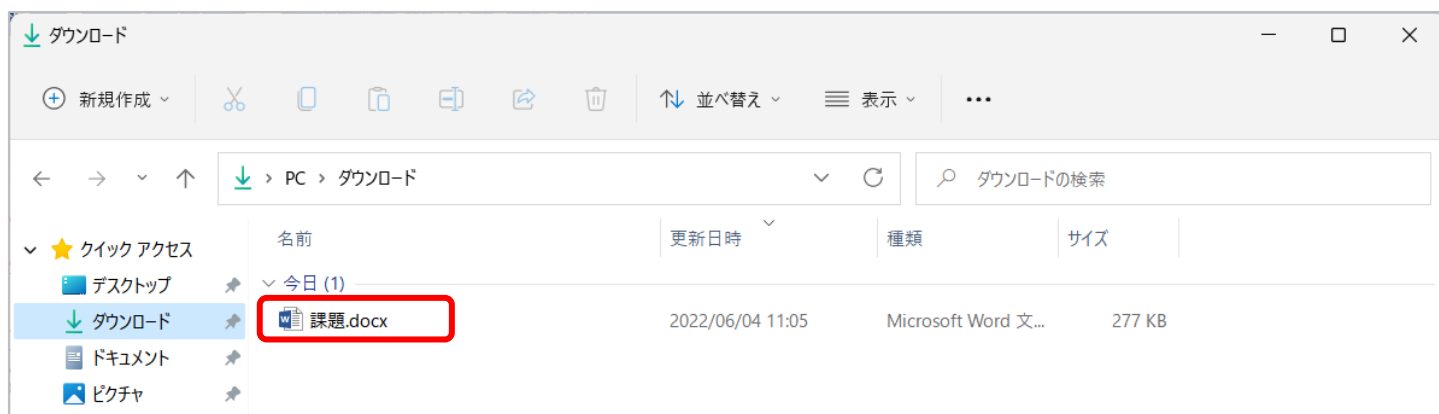 ダウンロード
新規作成 並べ替え 表示 ...
PC > ダウンロード ダウンロードの検索
クイック アクセス 名前 更新日時 種類 サイズ
デスクトップ 今日 (1)
ダウンロード 課題.docx 2022/06/04 11:05 Microsoft Word 文... 277 KB
ドキュメント
ピクチャ